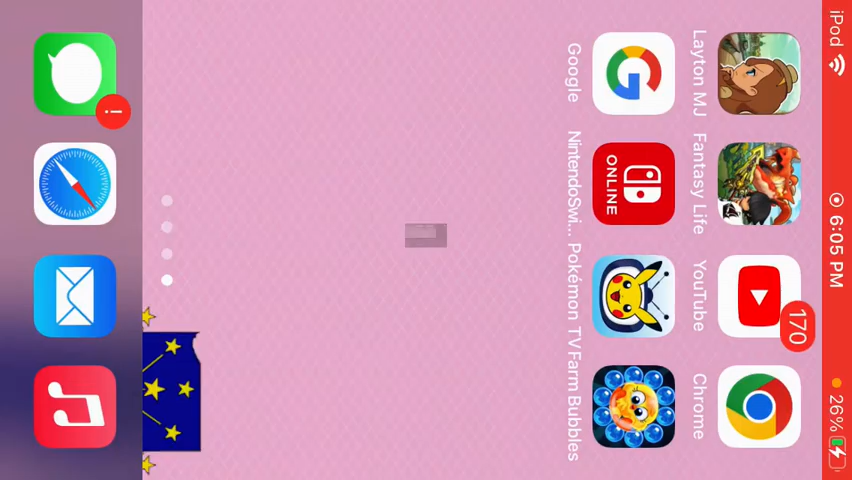 iPod 6:05 PM 26%
170
Layton MJ Fantasy Life YouTube Chrome
ONLINE
Google NintendoSwi... Pokémon TV Farm Bubbles
!